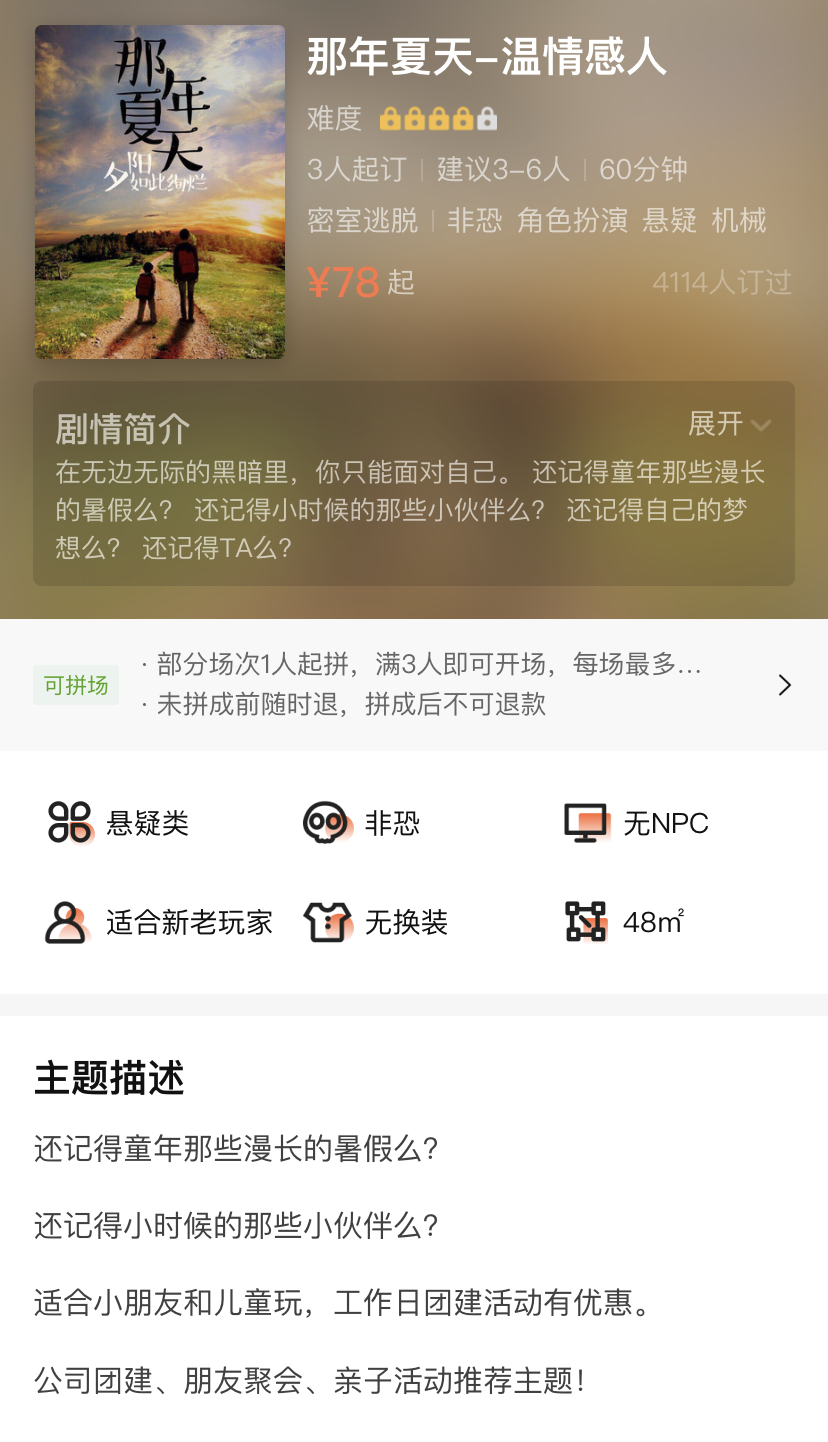 那年夏天
夕阳如此绚烂
那年夏天–温情感人
难度
3人起订 | 建议3–6人 | 60分钟
密室逃脱 | 非恐 角色扮演 悬疑 机械
¥78 起
4114人订过
剧情简介
展开
在无边无际的黑暗里，你只能面对自己。 还记得童年那些漫长
的暑假么？ 还记得小时候的那些小伙伴么？ 还记得自己的梦
想么？ 还记得TA么？
可拼场
· 部分场次1人起拼，满3人即可开场，每场最多...
· 未拼成前随时退，拼成后不可退款
悬疑类
非恐
无NPC
适合新老玩家
无换装
48㎡
主题描述
还记得童年那些漫长的暑假么？
还记得小时候的那些小伙伴么？
适合小朋友和儿童玩，工作日团建活动有优惠。
公司团建、朋友聚会、亲子活动推荐主题！